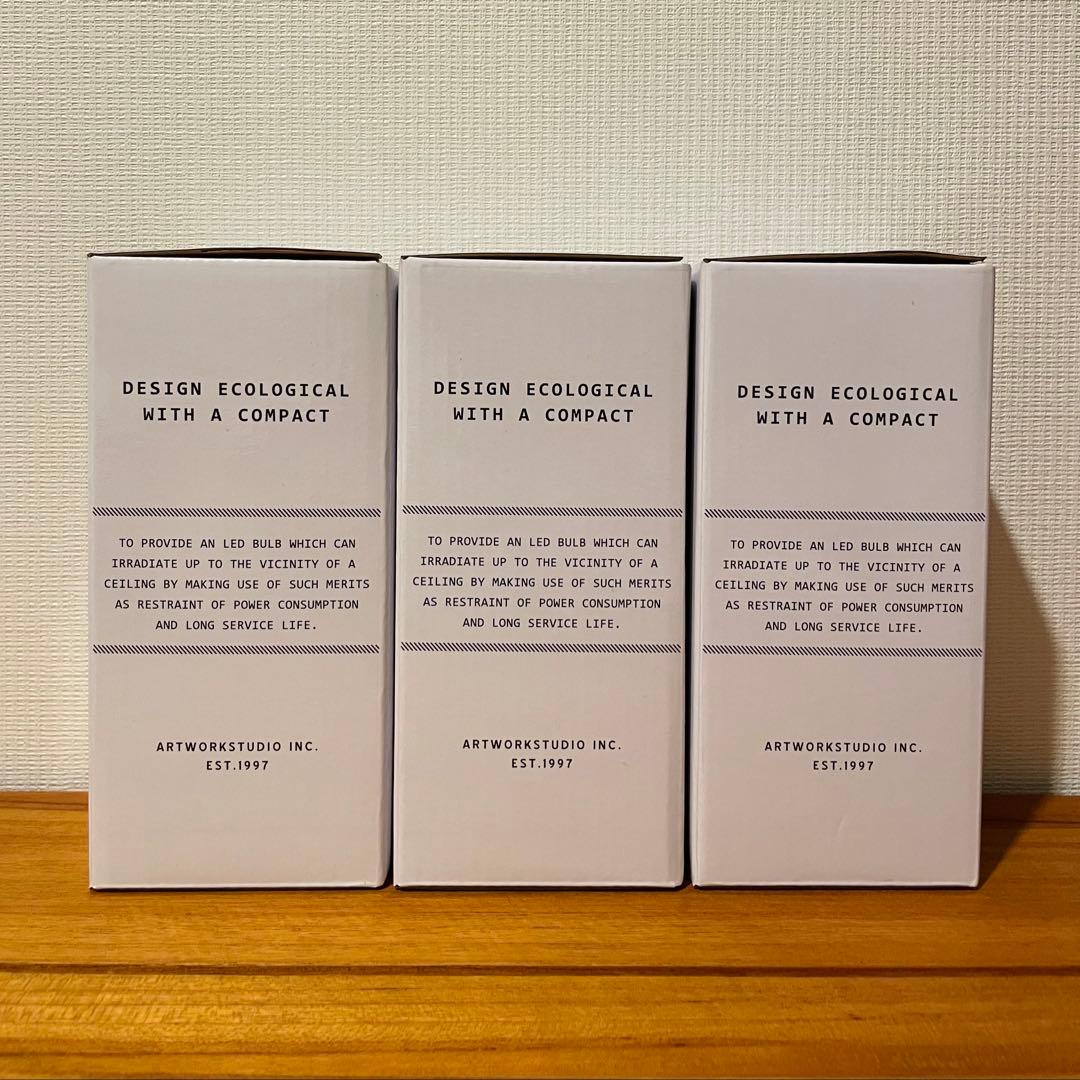 DESIGN ECOLOGICAL
WITH A COMPACT
TO PROVIDE AN LED BULB WHICH CAN
IRRADIATE UP TO THE VICINITY OF A
CEILING BY MAKING USE OF SUCH MERITS
AS RESTRAINT OF POWER CONSUMPTION
AND LONG SERVICE LIFE.
ARTWORKSTUDIO INC.
EST.1997
DESIGN ECOLOGICAL
WITH A COMPACT
TO PROVIDE AN LED BULB WHICH CAN
IRRADIATE UP TO THE VICINITY OF A
CEILING BY MAKING USE OF SUCH MERITS
AS RESTRAINT OF POWER CONSUMPTION
AND LONG SERVICE LIFE.
ARTWORKSTUDIO INC.
EST.1997
DESIGN ECOLOGICAL
WITH A COMPACT
TO PROVIDE AN LED BULB WHICH CAN
IRRADIATE UP TO THE VICINITY OF A
CEILING BY MAKING USE OF SUCH MERITS
AS RESTRAINT OF POWER CONSUMPTION
AND LONG SERVICE LIFE.
ARTWORKSTUDIO INC.
EST.1997